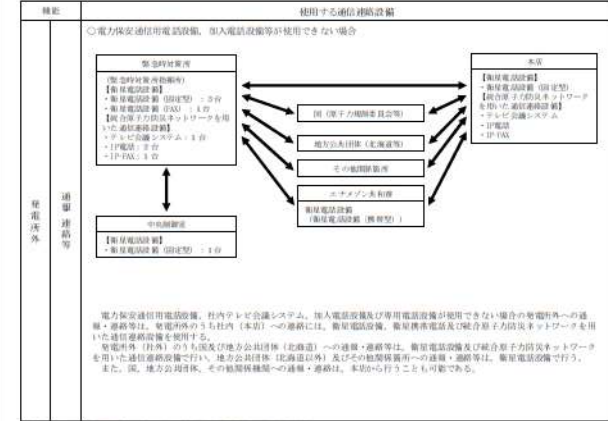 機能
使用する通信連絡設備
○電力保安通信用電話設備、加入電話設備等が使用できない場合
緊急時対策所
(緊急時対策所指揮所)
【衛星電話設備】
・衛星電話設備 (固定型) : 3台
・衛星電話設備 (FAX) : 1台
【統合原子力防災ネットワークを用
いた通信連絡設備】
・テレビ会議システム : 1台
・IP電話 : 2台
・IP-FAX : 1台
本店
【衛星電話設備】
・衛星電話設備 (固定型)
【統合原子力防災ネットワーク
を用いた通信連絡設備】
・テレビ会議システム
・IP電話
・IP-FAX
国 (原子力規制委員会等)
地方公共団体 (北海道等)
その他関係箇所
衛星電話設備
(衛星電話設備 (携帯型))
中央制御室
【衛星電話設備】
・衛星電話設備 (固定型) : 1台
発電所外
通報連絡等
電力保安通信用電話設備、社内テレビ会議システム、加入電話設備及び専用電話設備が使用できない場合の発電所外への通
報・連絡等は、発電所外のうち社内 (本店) への連絡には、衛星電話設備、衛星携帯電話及び統合原子力防災ネットワークを用
いた通信連絡設備を使用する。
発電所外 (社外) のうち国及び地方公共団体 (北海道) への通報・連絡等は、衛星電話設備及び統合原子力防災ネットワーク
を用いた通信連絡設備で行い、地方公共団体 (北海道以外) 及びその他関係箇所への通報・連絡等は、衛星電話設備で行う。
また、国、地方公共団体、その他関係機関への通報・連絡は、本店から行うことも可能である。